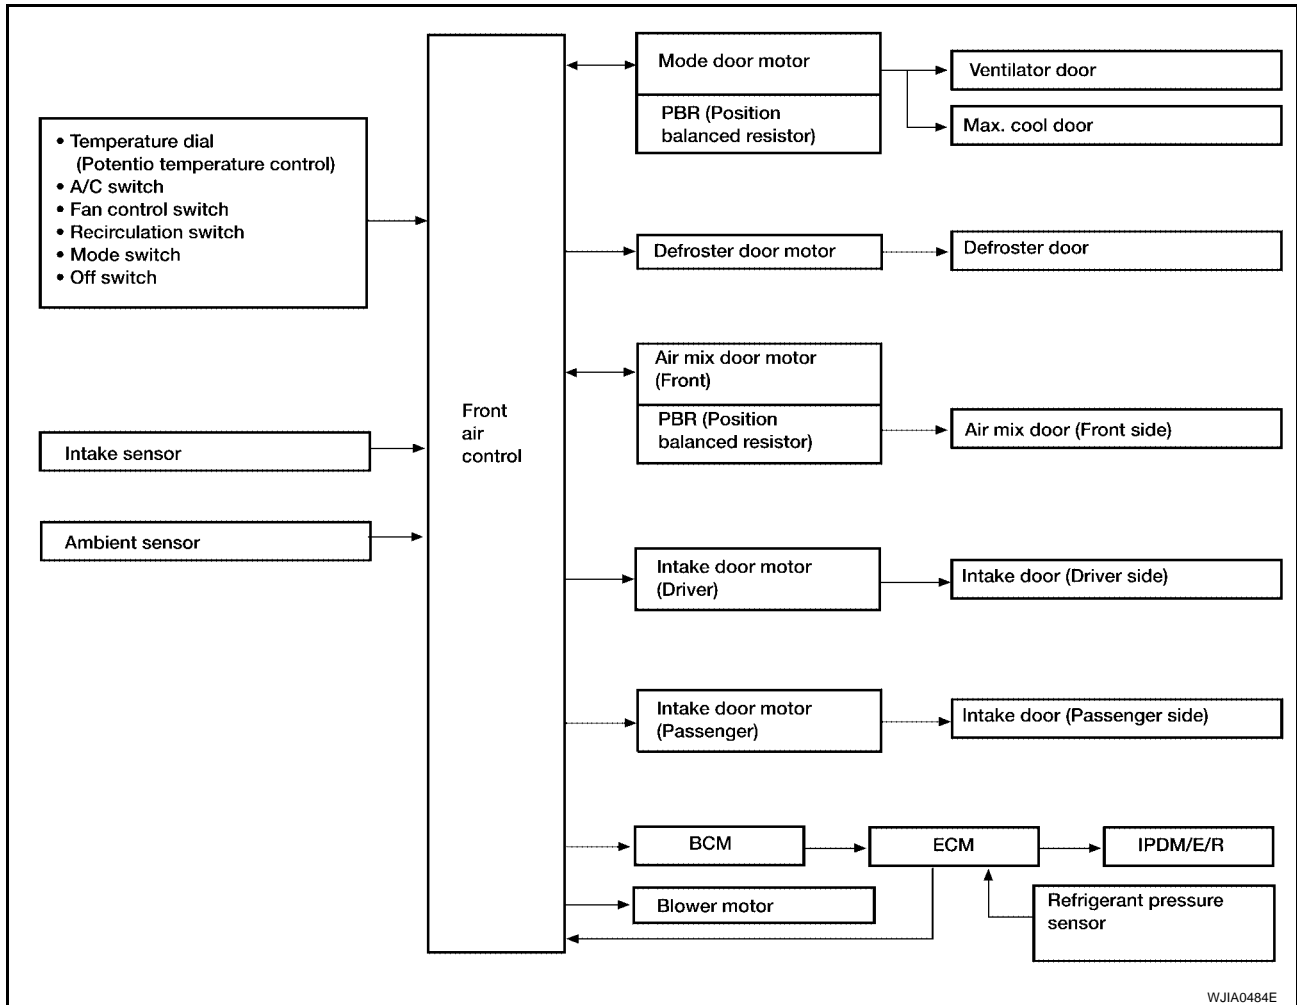 • Temperature dial
(Potentio temperature control)
• A/C switch
• Fan control switch
• Recirculation switch
• Mode switch
• Off switch
Intake sensor
Ambient sensor
Front
air
control
Mode door motor
PBR (Position
balanced resistor)
Ventilator door
Max. cool door
Defroster door motor
Defroster door
Air mix door motor
(Front)
PBR (Position
balanced resistor)
Air mix door (Front side)
Intake door motor
(Driver)
Intake door (Driver side)
Intake door motor
(Passenger)
Intake door (Passenger side)
BCM
ECM
IPDM/E/R
Blower motor
Refrigerant pressure
sensor
WJIA0484E